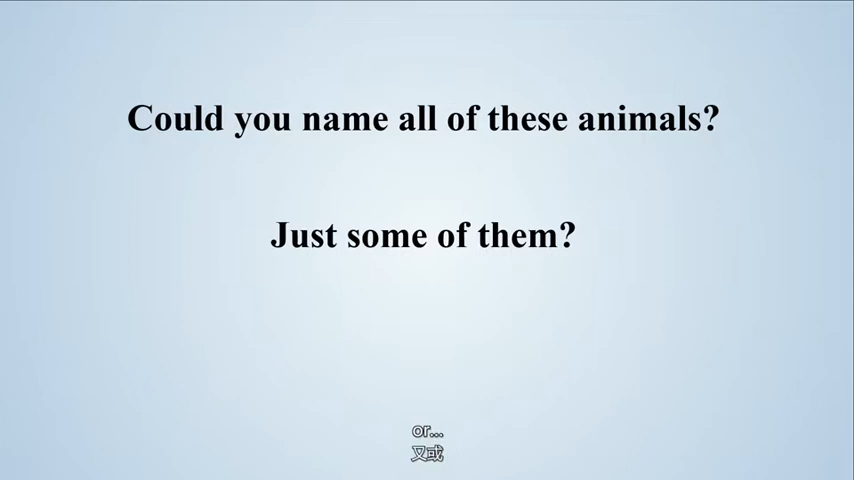 Could you name all of these animals?
Just some of them?
or...
又或